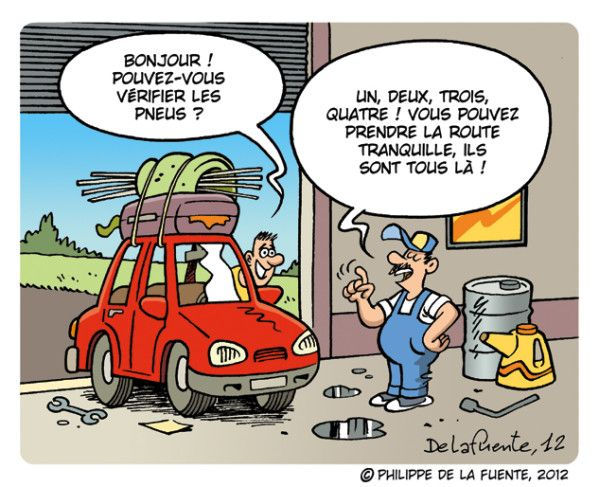 BONJOUR !
POUVEZ-VOUS
VÉRIFIER LES
PNEUS ?
UN, DEUX, TROIS,
QUATRE ! VOUS POUVEZ
PRENDRE LA ROUTE
TRANQUILLE, ILS
SONT TOUS LÀ !
DeLafuente, 12
© PHILIPPE DE LA FUENTE, 2012